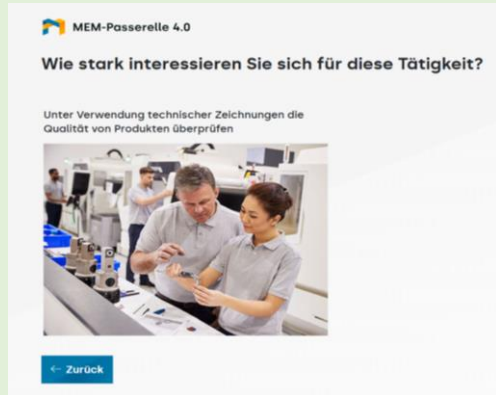 MEM-Passerelle 4.0
Wie stark interessieren Sie sich für diese Tätigkeit?
Unter Verwendung technischer Zeichnungen die
Qualität von Produkten überprüfen
← Zurück